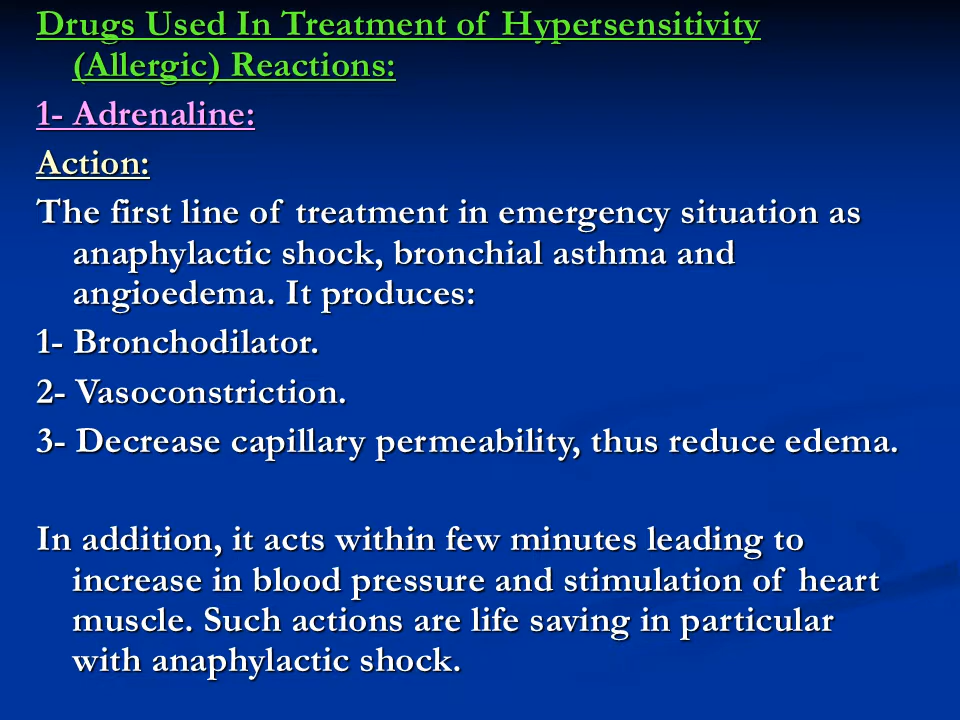 Drugs Used In Treatment of Hypersensitivity
(Allergic) Reactions:
1- Adrenaline:
Action:
The first line of treatment in emergency situation as
anaphylactic shock, bronchial asthma and
angioedema. It produces:
1- Bronchodilator.
2- Vasoconstriction.
3- Decrease capillary permeability, thus reduce edema.
In addition, it acts within few minutes leading to
increase in blood pressure and stimulation of heart
muscle. Such actions are life saving in particular
with anaphylactic shock.